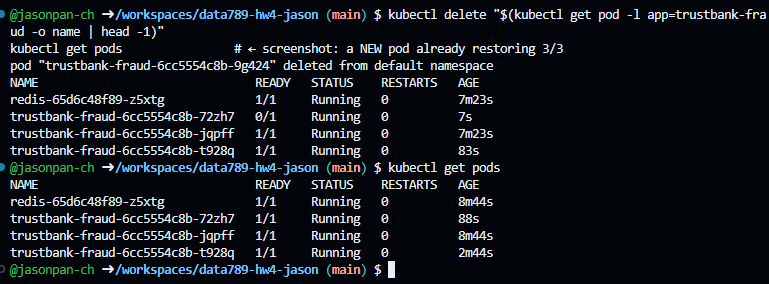 @jasonpan-ch ➜/workspaces/data789-hw4-jason (main) $ kubectl delete "$(kubectl get pod -l app=trustbank-fra
ud -o name | head -1)"
kubectl get pods                # ← screenshot: a NEW pod already restoring 3/3
pod "trustbank-fraud-6cc5554c8b-9g424" deleted from default namespace
NAME                               READY   STATUS    RESTARTS   AGE
redis-65d6c48f89-z5xtg             1/1     Running   0          7m23s
trustbank-fraud-6cc5554c8b-72zh7   0/1     Running   0          7s
trustbank-fraud-6cc5554c8b-jqpff   1/1     Running   0          7m23s
trustbank-fraud-6cc5554c8b-t928q   1/1     Running   0          83s
@jasonpan-ch ➜/workspaces/data789-hw4-jason (main) $ kubectl get pods
NAME                               READY   STATUS    RESTARTS   AGE
redis-65d6c48f89-z5xtg             1/1     Running   0          8m44s
trustbank-fraud-6cc5554c8b-72zh7   1/1     Running   0          88s
trustbank-fraud-6cc5554c8b-jqpff   1/1     Running   0          8m44s
trustbank-fraud-6cc5554c8b-t928q   1/1     Running   0          2m44s
@jasonpan-ch ➜/workspaces/data789-hw4-jason (main) $